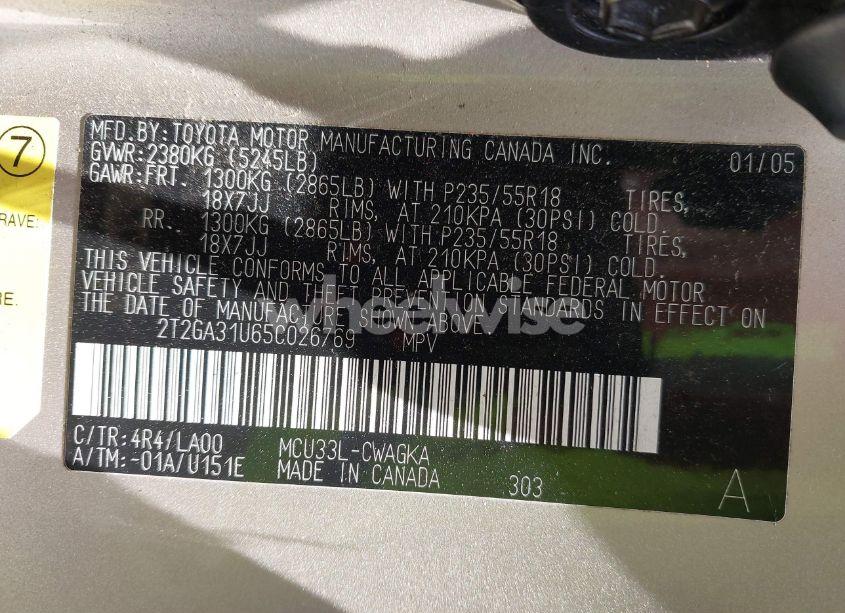 7
MFD. BY: TOYOTA MOTOR MANUFACTURING CANADA INC. 01/05
GVWR: 2380KG (5245LB)
GAWR: FRT. 1300KG (2865LB) WITH P235/55R18 TIRES,
18X7JJ RIMS, AT 210KPA (30PSI) COLD.
RR. 1300KG (2865LB) WITH P235/55R18 TIRES,
18X7JJ RIMS, AT 210KPA (30PSI) COLD.
THIS VEHICLE CONFORMS TO ALL APPLICABLE FEDERAL MOTOR
VEHICLE SAFETY AND THEFT PREVENTION STANDARDS IN EFFECT ON
THE DATE OF MANUFACTURE SHOWN ABOVE.
wheelwise
2T2GA31U65C026769 MPV
C/TR: 4R4/LA00 MCU33L-CWAGKA
A/TM: -01A/U151E MADE IN CANADA 303 A
RAVE:
RE.